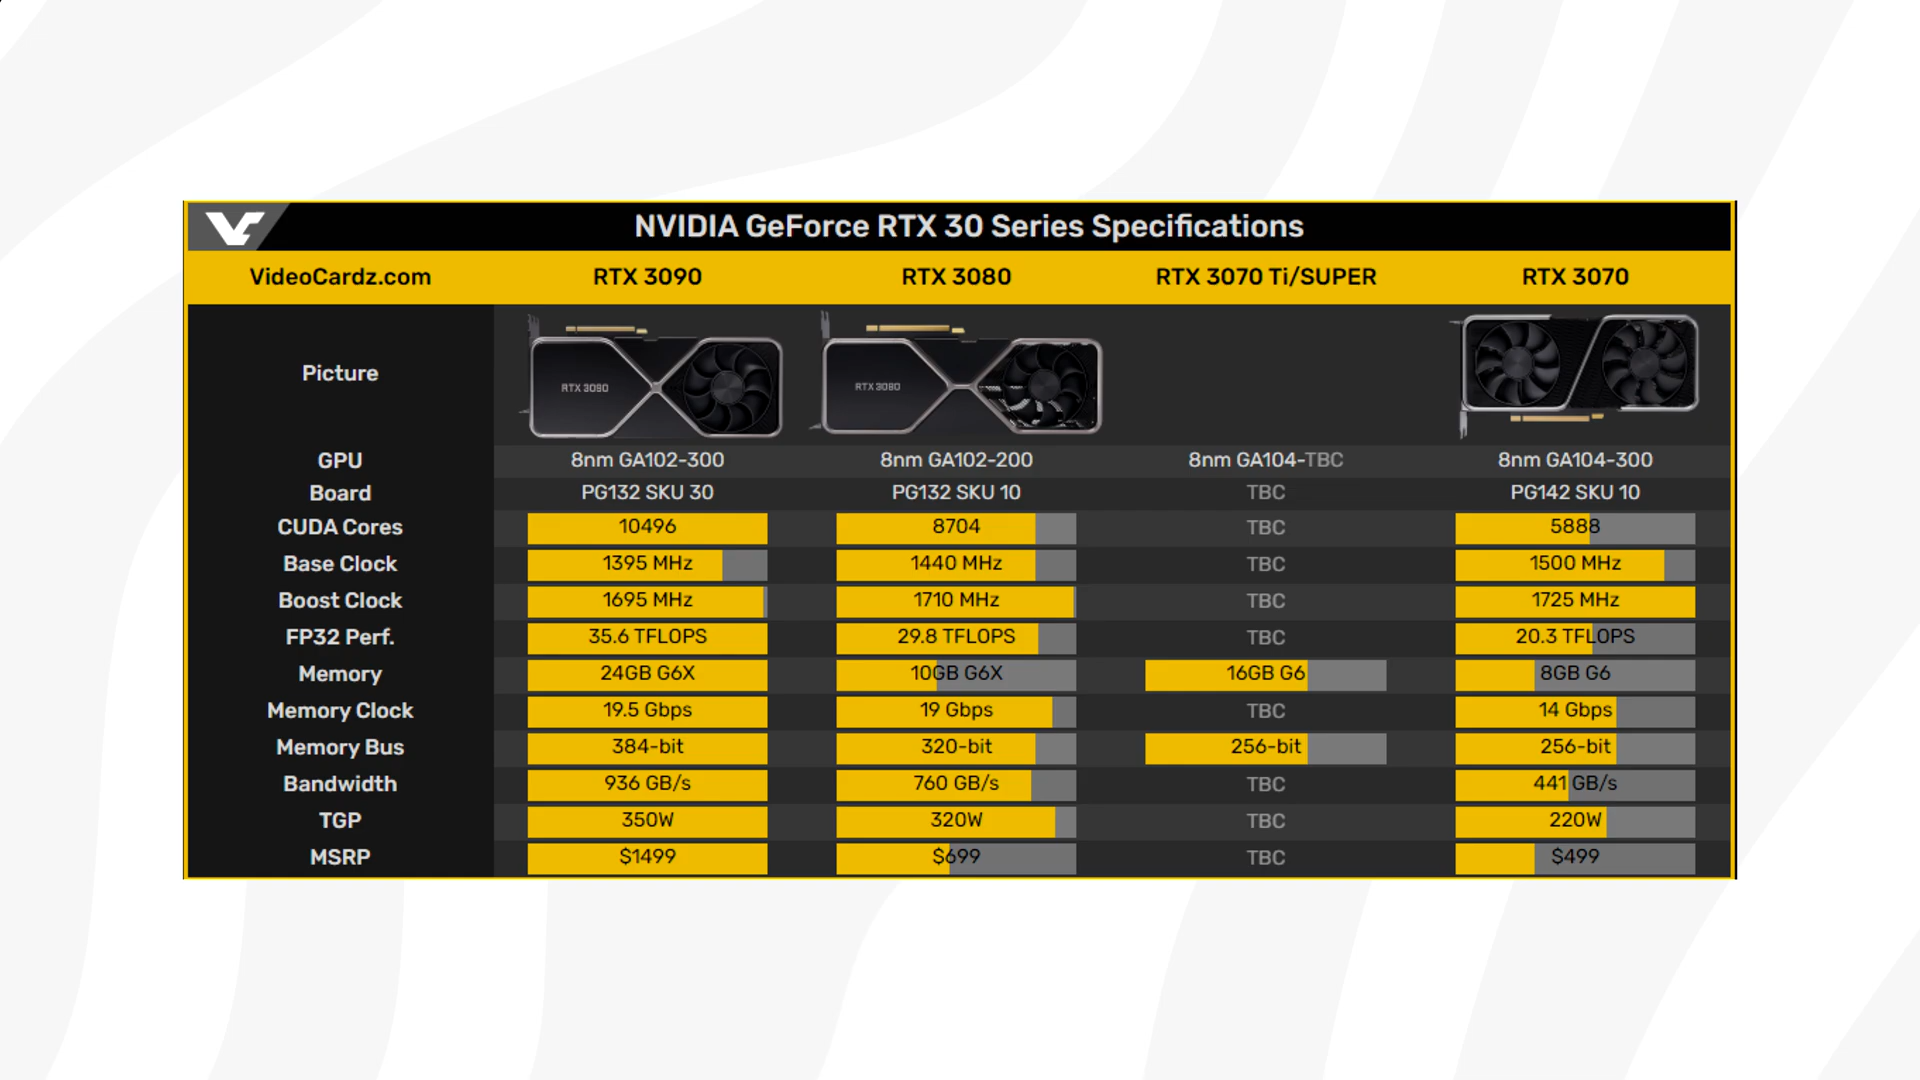 NVIDIA GeForce RTX 30 Series Specifications
VideoCardz.com RTX 3090 RTX 3080 RTX 3070 Ti/SUPER RTX 3070
Picture RTX 3090 RTX 3080
GPU 8nm GA102-300 8nm GA102-200 8nm GA104-TBC 8nm GA104-300
Board PG132 SKU 30 PG132 SKU 10 TBC PG142 SKU 10
CUDA Cores 10496 8704 TBC 5888
Base Clock 1395 MHz 1440 MHz TBC 1500 MHz
Boost Clock 1695 MHz 1710 MHz TBC 1725 MHz
FP32 Perf. 35.6 TFLOPS 29.8 TFLOPS TBC 20.3 TFLOPS
Memory 24GB G6X 10GB G6X 16GB G6 8GB G6
Memory Clock 19.5 Gbps 19 Gbps TBC 14 Gbps
Memory Bus 384-bit 320-bit 256-bit 256-bit
Bandwidth 936 GB/s 760 GB/s TBC 441 GB/s
TGP 350W 320W TBC 220W
MSRP $1499 $699 TBC $499